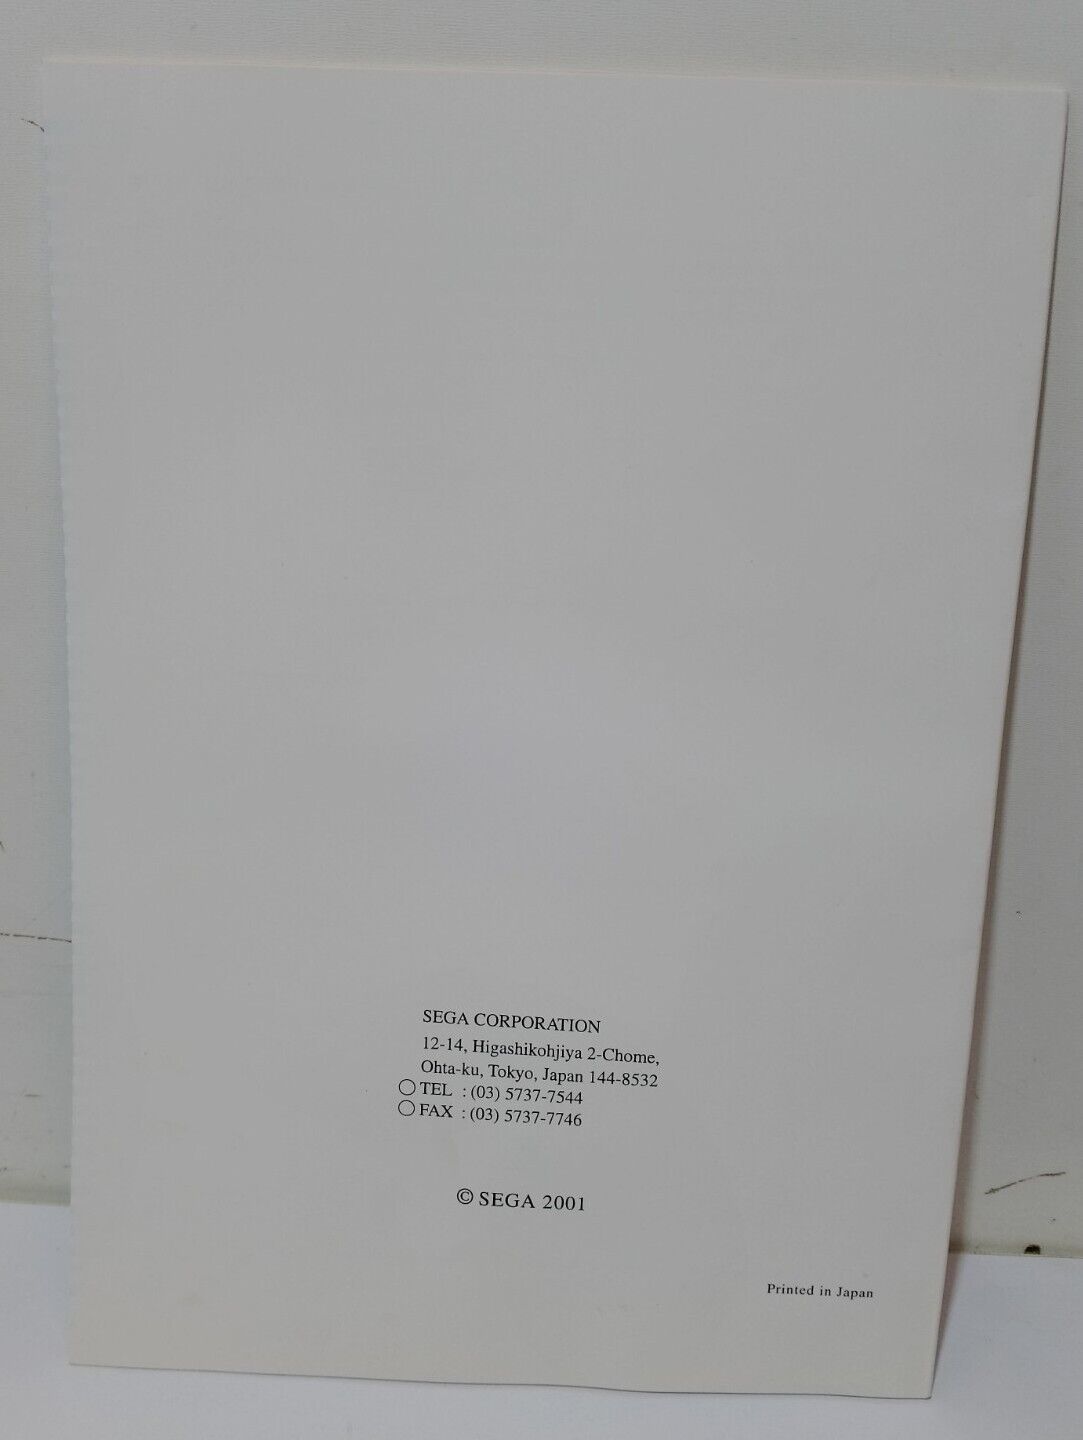 SEGA CORPORATION
12-14, Higashikohjiya 2-Chome,
Ohta-ku, Tokyo, Japan 144-8532
○ TEL : (03) 5737-7544
○ FAX : (03) 5737-7746
© SEGA 2001
Printed in Japan